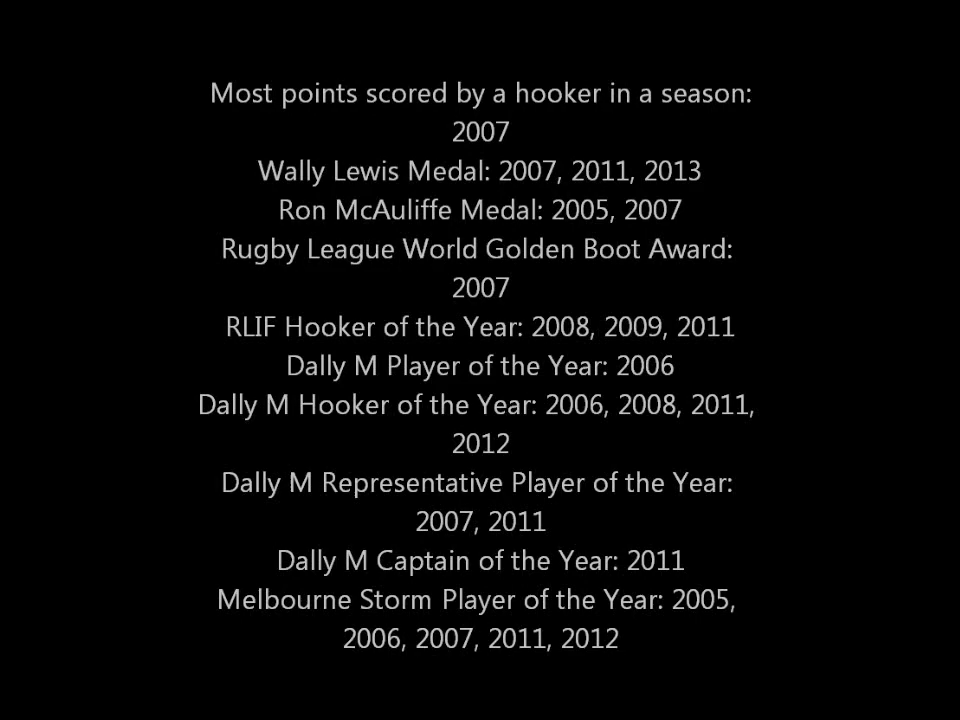 Most points scored by a hooker in a season:
2007
Wally Lewis Medal: 2007, 2011, 2013
Ron McAuliffe Medal: 2005, 2007
Rugby League World Golden Boot Award:
2007
RLIF Hooker of the Year: 2008, 2009, 2011
Dally M Player of the Year: 2006
Dally M Hooker of the Year: 2006, 2008, 2011,
2012
Dally M Representative Player of the Year:
2007, 2011
Dally M Captain of the Year: 2011
Melbourne Storm Player of the Year: 2005,
2006, 2007, 2011, 2012